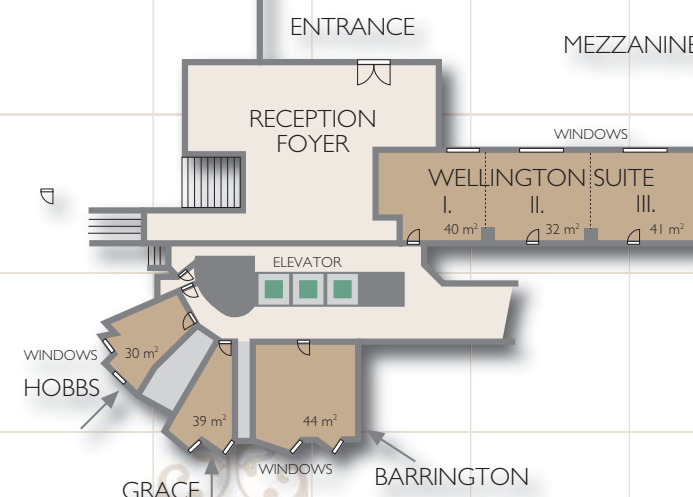 ENTRANCE
MEZZANINE
RECEPTION
FOYER
WINDOWS
WELLINGTON SUITE
I. II. III.
40 m² 32 m² 41 m²
ELEVATOR
WINDOWS
30 m²
HOBBS
39 m²
44 m²
WINDOWS
BARRINGTON
GRACE